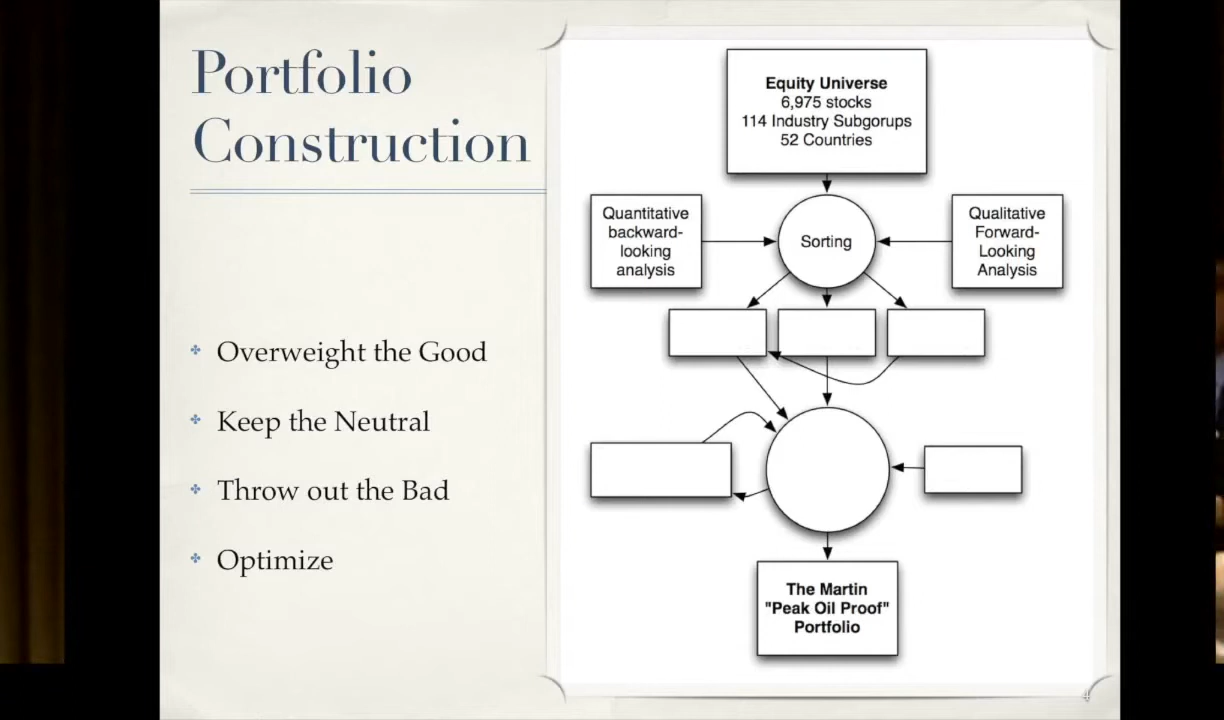 Portfolio
Construction
Overweight the Good
Keep the Neutral
Throw out the Bad
Optimize
Equity Universe
6,975 stocks
114 Industry Subgorups
52 Countries
Quantitative
backward-
looking
analysis
Sorting
Qualitative
Forward-
Looking
Analysis
The Martin
"Peak Oil Proof"
Portfolio
4